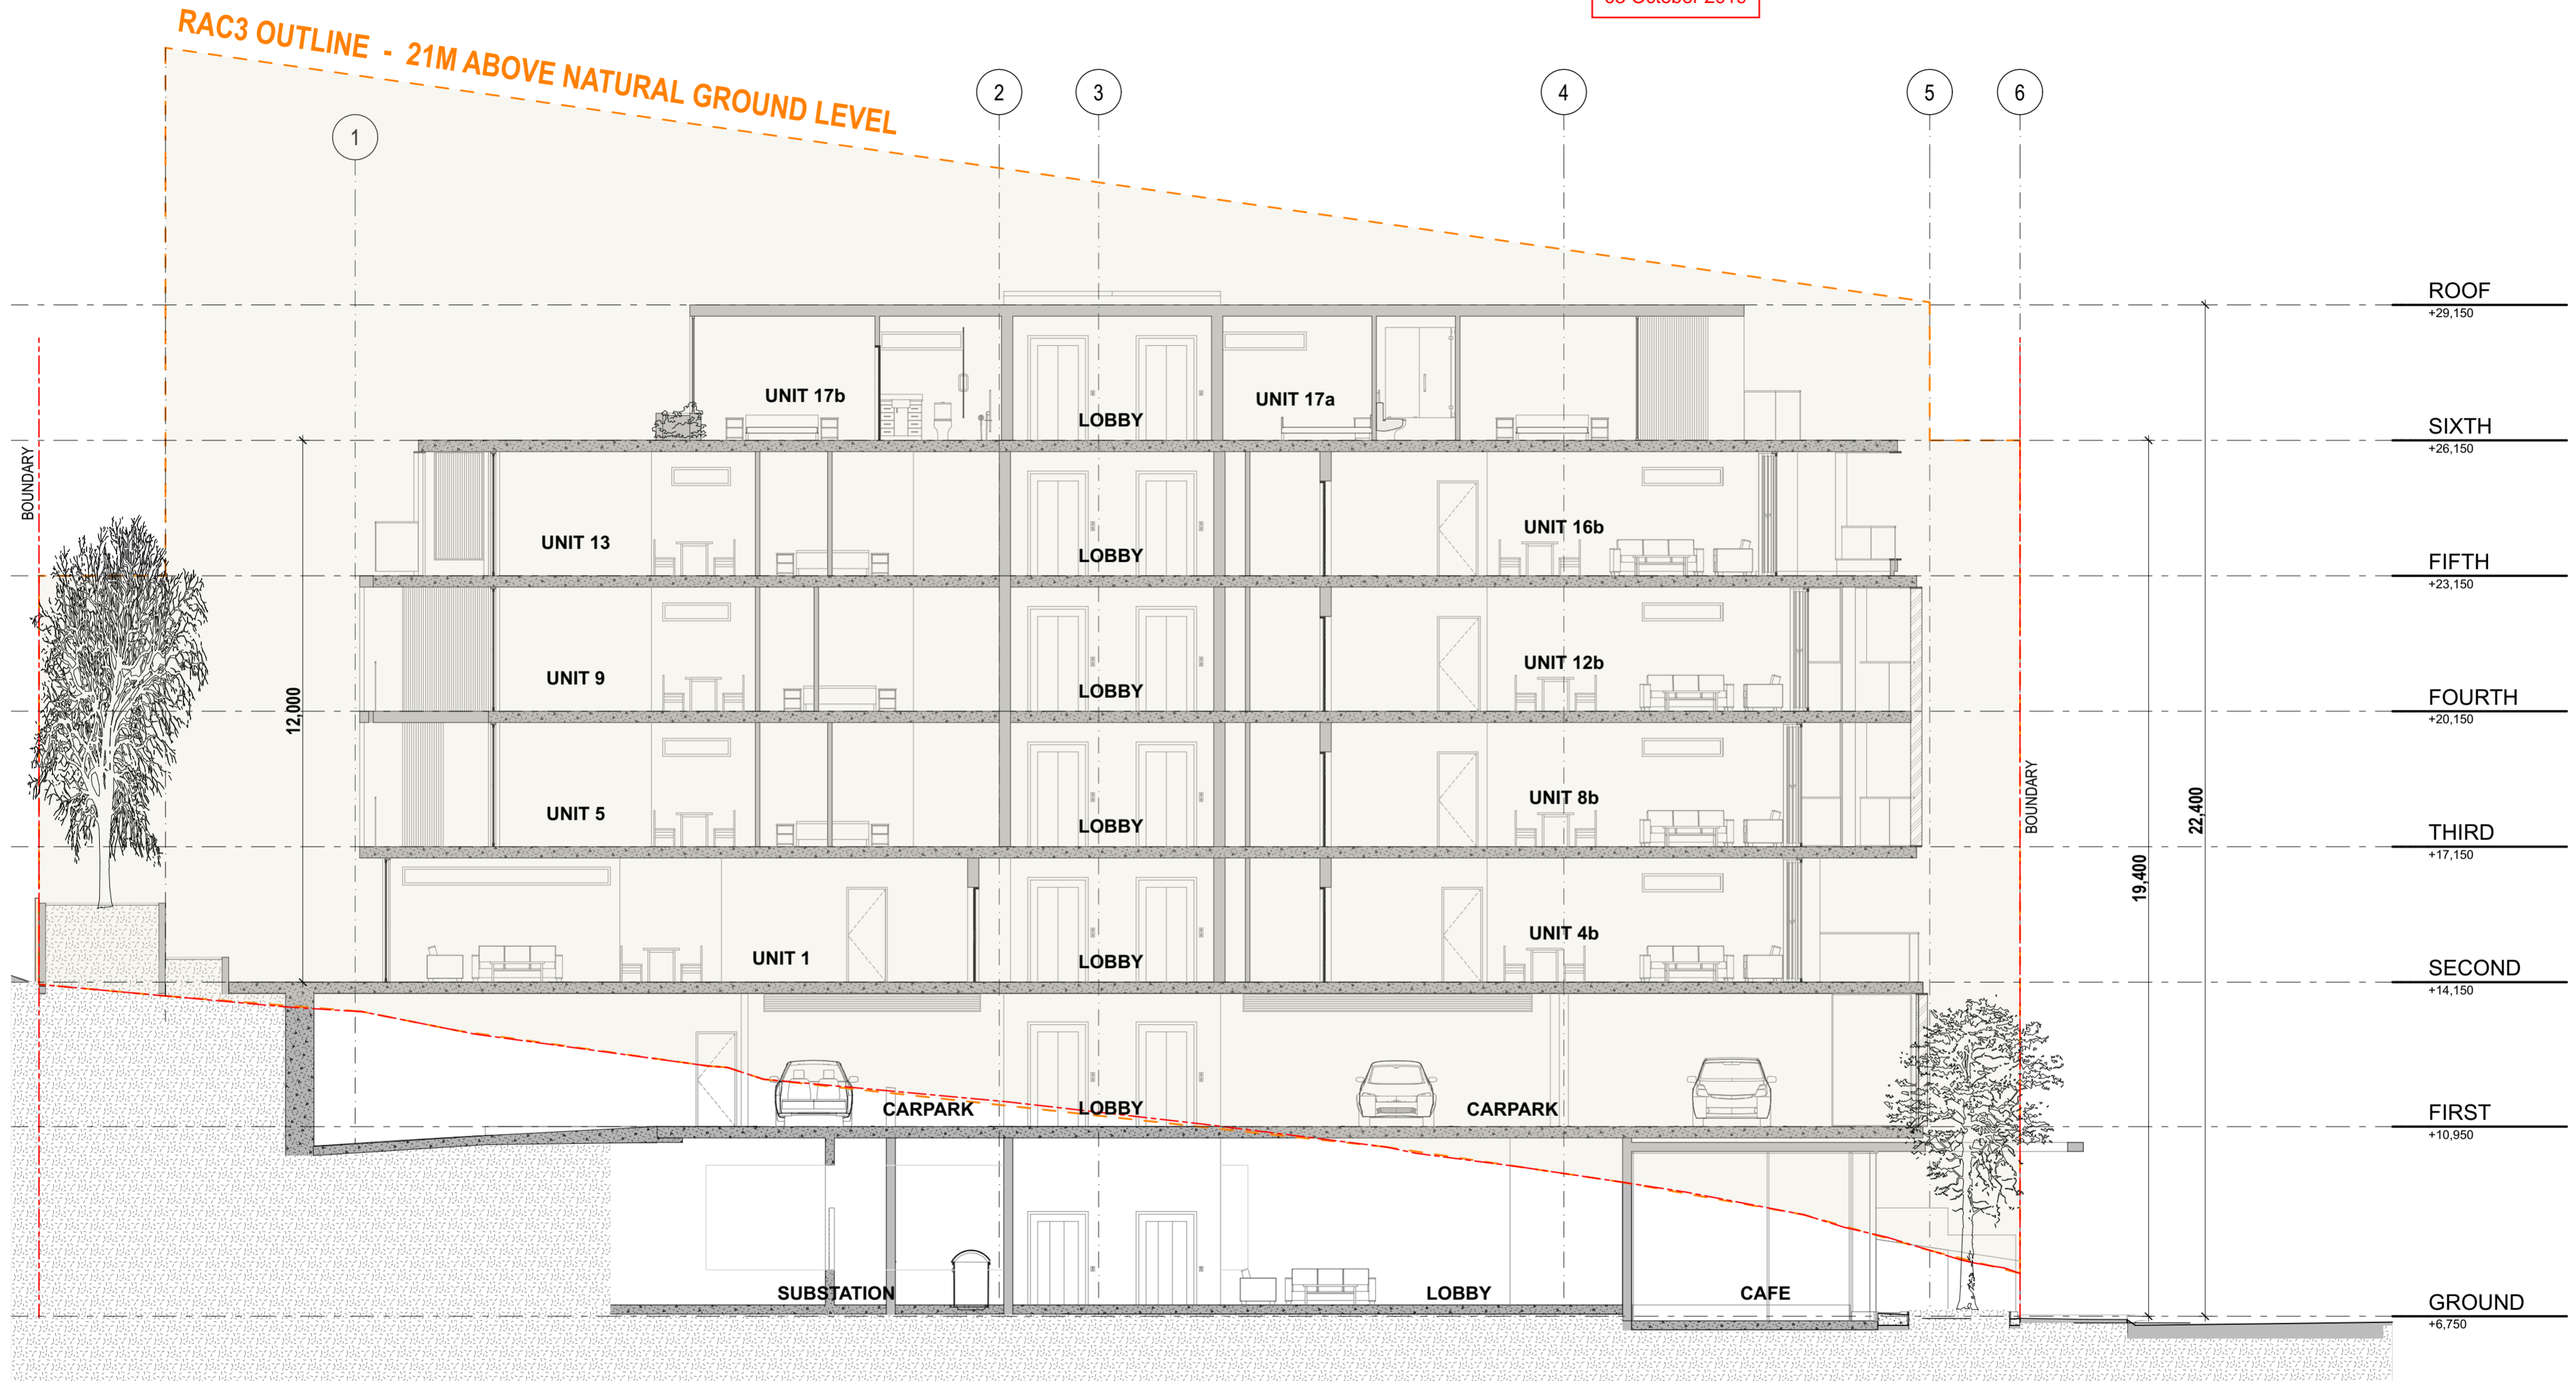 RAC3 OUTLINE - 21M ABOVE NATURAL GROUND LEVEL
1
2
3
4
5
6
ROOF
+29,150
UNIT 17b
LOBBY
UNIT 17a
SIXTH
+26,150
BOUNDARY
UNIT 13
LOBBY
UNIT 16b
FIFTH
+23,150
UNIT 9
LOBBY
UNIT 12b
12,000
FOURTH
+20,150
UNIT 5
LOBBY
UNIT 8b
BOUNDARY
22,400
THIRD
+17,150
19,400
UNIT 1
LOBBY
UNIT 4b
SECOND
+14,150
CARPARK
LOBBY
CARPARK
FIRST
+10,950
SUBSTATION
LOBBY
CAFE
GROUND
+6,750